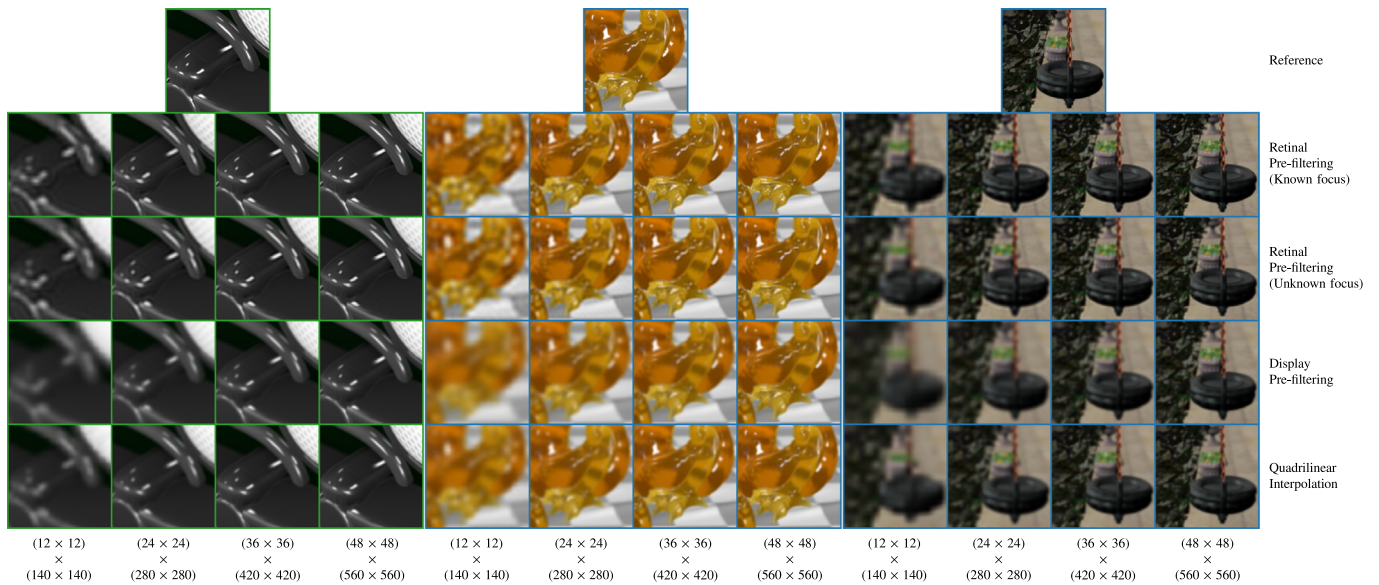 Reference
Retinal
Pre-filtering
(Known focus)
Retinal
Pre-filtering
(Unknown focus)
Display
Pre-filtering
Quadrilinear
Interpolation
(12 × 12) (24 × 24) (36 × 36) (48 × 48) (12 × 12) (24 × 24) (36 × 36) (48 × 48) (12 × 12) (24 × 24) (36 × 36) (48 × 48)
× × × × × × × × × × × ×
(140 × 140) (280 × 280) (420 × 420) (560 × 560) (140 × 140) (280 × 280) (420 × 420) (560 × 560) (140 × 140) (280 × 280) (420 × 420) (560 × 560)